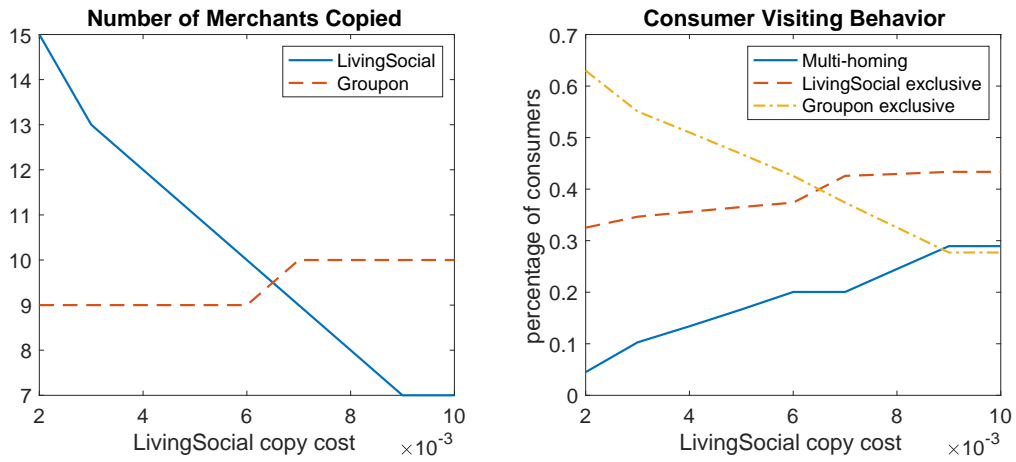 Number of Merchants Copied
15
14
13
12
11
10
9
8
7
LivingSocial
Groupon
2
4
6
8
10
×10^-3
LivingSocial copy cost
Consumer Visiting Behavior
percentage of consumers
0.7
0.6
0.5
0.4
0.3
0.2
0.1
0
Multi-homing
LivingSocial exclusive
Groupon exclusive
2
4
6
8
10
×10^-3
LivingSocial copy cost